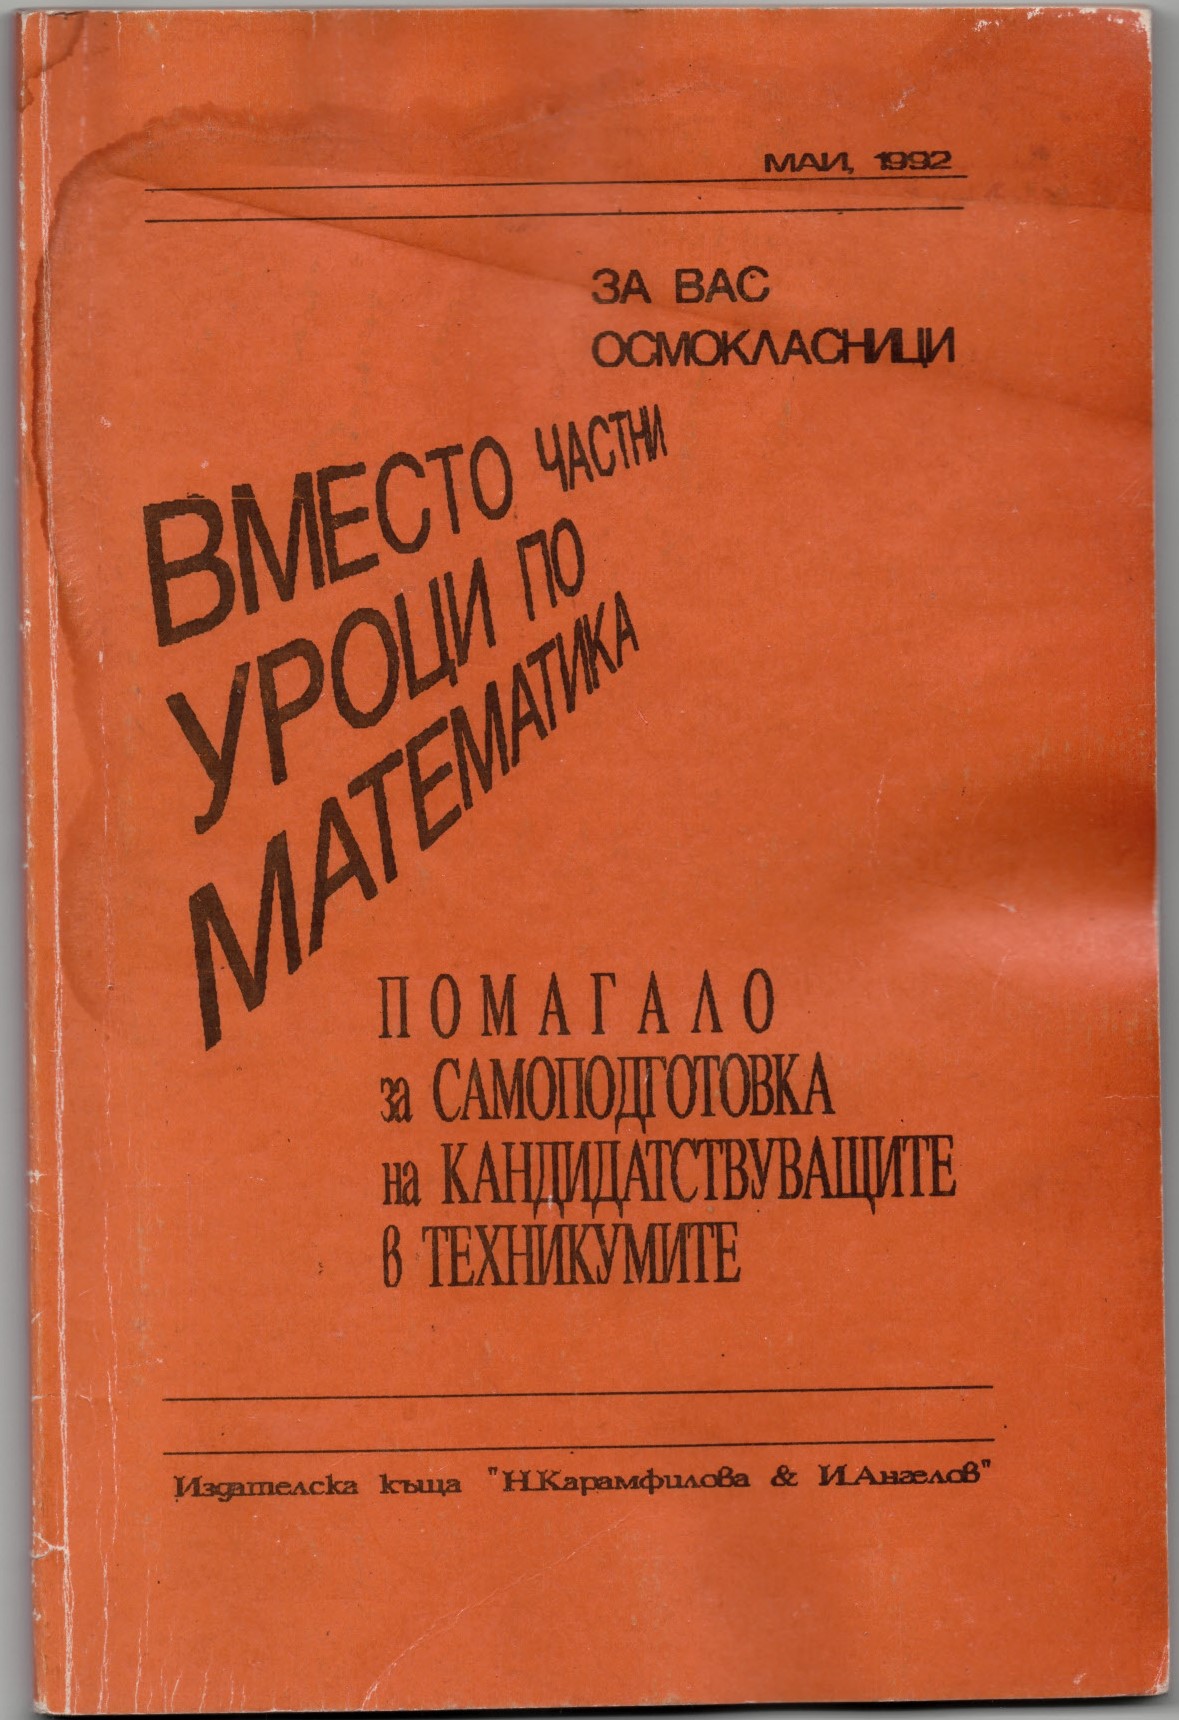 МАЙ, 1992
ЗА ВАС
ОСМОКЛАСНИЦИ
ВМЕСТО ЧАСТНИ
УРОЦИ ПО
МАТЕМАТИКА
ПОМАГАЛО
за САМОПОДГОТОВКА
на КАНДИДАТСТВУВАЩИТЕ
в ТЕХНИКУМИТЕ
Издателска къща "Н.Карамфилова & И.Ангелов"